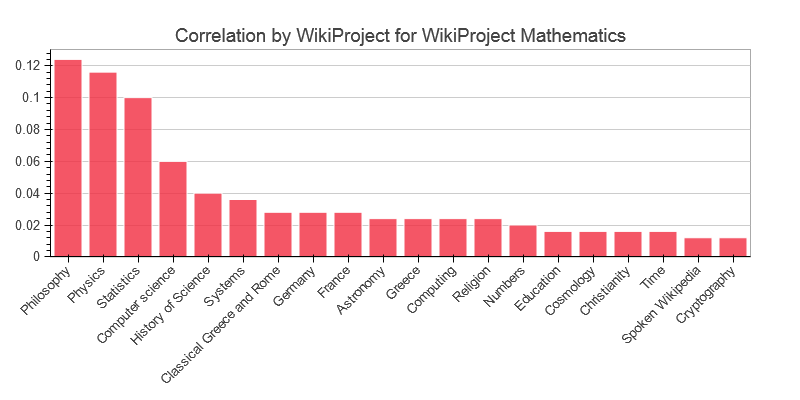 Correlation by WikiProject for WikiProject Mathematics
0.12
0.1
0.08
0.06
0.04
0.02
0
Philosophy
Physics
Statistics
Computer science
History of Science
Systems
Classical Greece and Rome
Germany
France
Astronomy
Greece
Computing
Religion
Numbers
Education
Cosmology
Christianity
Time
Spoken Wikipedia
Cryptography